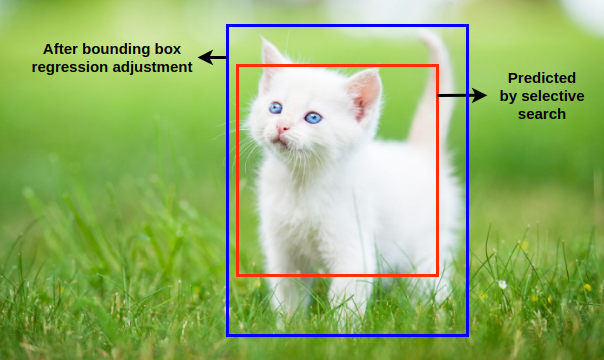 After bounding box
regression adjustment
Predicted
by selective
search